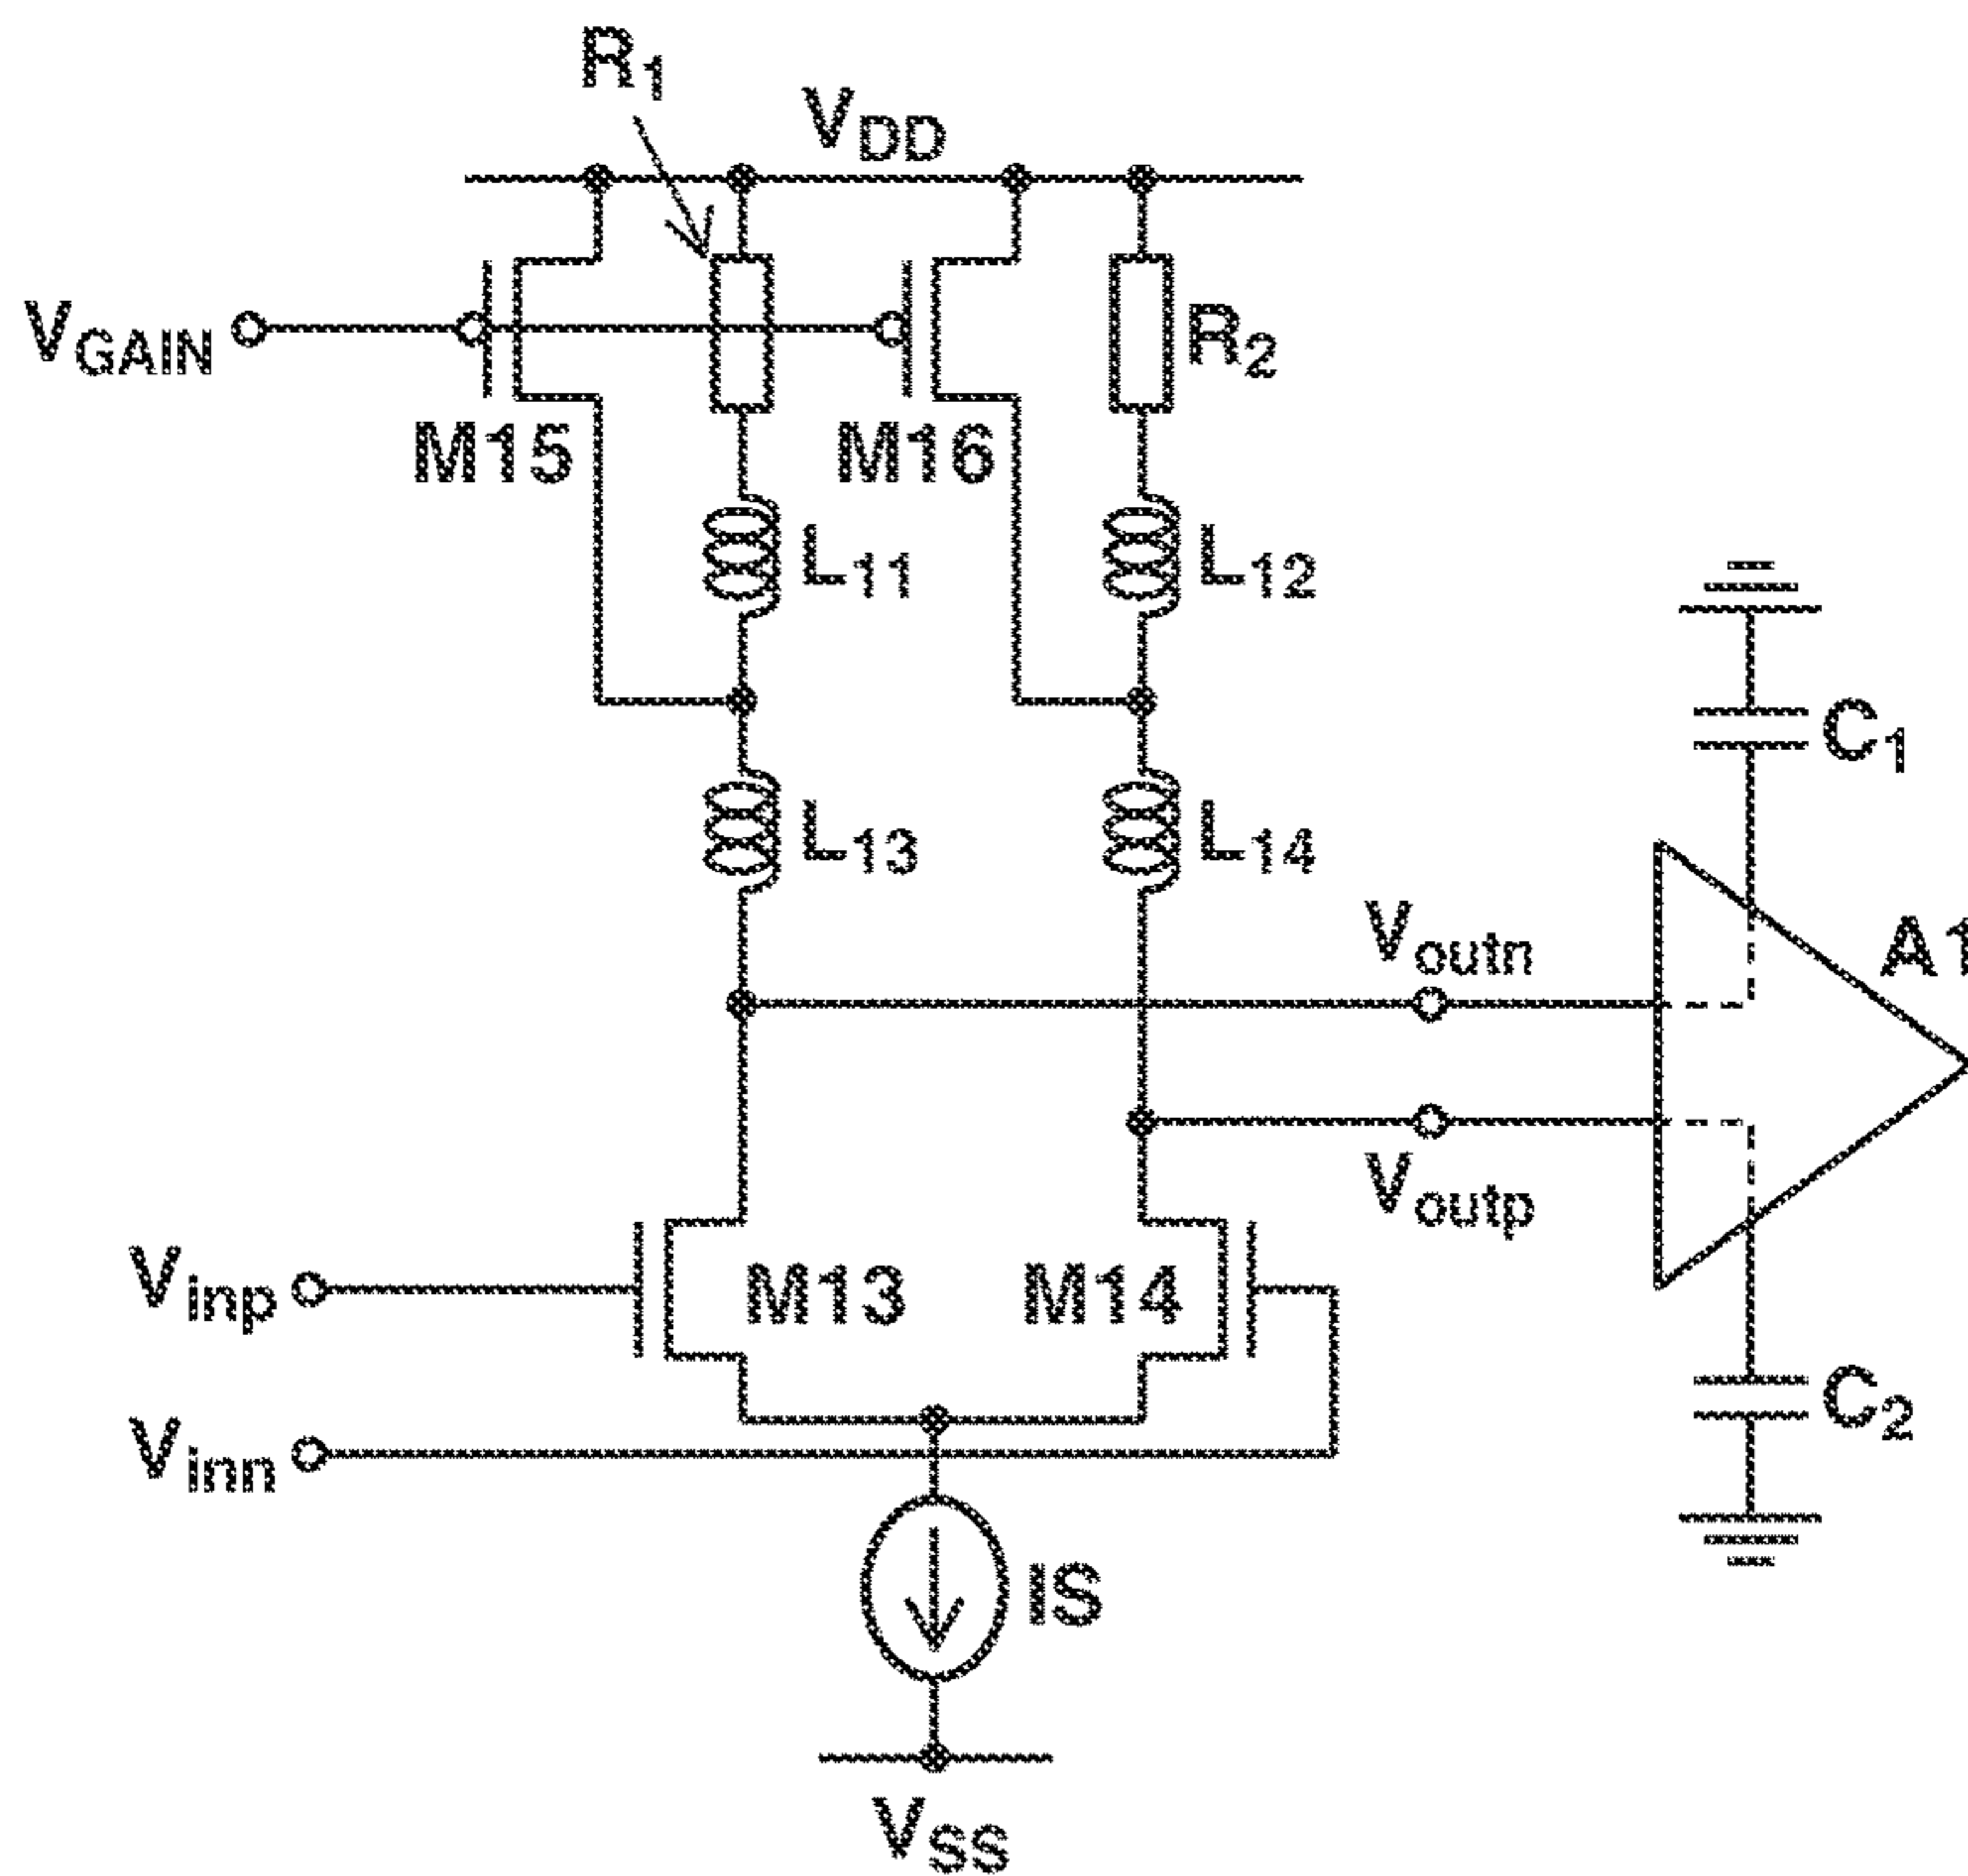 R1
VDD
VGAIN
R2
M15
M16
L11
L12
C1
L13
L14
Voutn
A1
Voutp
Vinp
M13
M14
C2
Vinn
IS
VSS